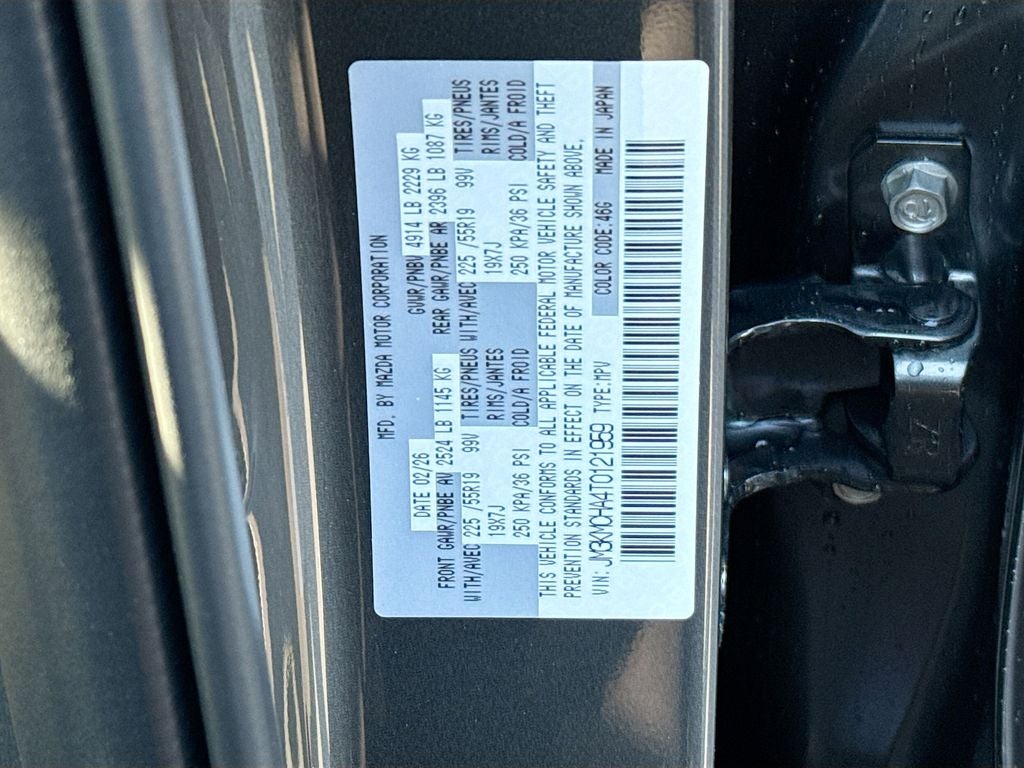 MFD. BY MAZDA MOTOR CORPORATION
DATE 02/26 GVWR/PNBV 4914 LB 2229 KG
FRONT GAWR/PNBE AV 2524 LB 1145 KG REAR GAWR/PNBE AR 2396 LB 1087 KG
WITH/AVEC 225 /55R19 99V TIRES/PNEUS WITH/AVEC 225 /55R19 99V TIRES/PNEUS
19X7J RIMS/JANTES 19X7J RIMS/JANTES
250 KPA/36 PSI COLD/A FROID 250 KPA/36 PSI COLD/A FROID
THIS VEHICLE CONFORMS TO ALL APPLICABLE FEDERAL MOTOR VEHICLE SAFETY AND THEFT
PREVENTION STANDARDS IN EFFECT ON THE DATE OF MANUFACTURE SHOWN ABOVE.
VIN: TYPE:MPV COLOR CODE:46G MADE IN JAPAN